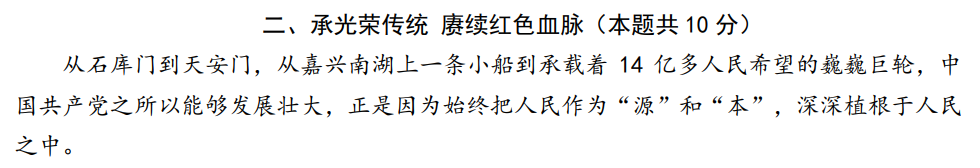 二、承光荣传统 赓续红色血脉（本题共 10 分）
从石库门到天安门，从嘉兴南湖上一条小船到承载着 14 亿多人民希望的巍巍巨轮，中
国共产党之所以能够发展壮大，正是因为始终把人民作为“源”和“本”，深深植根于人民
之中。